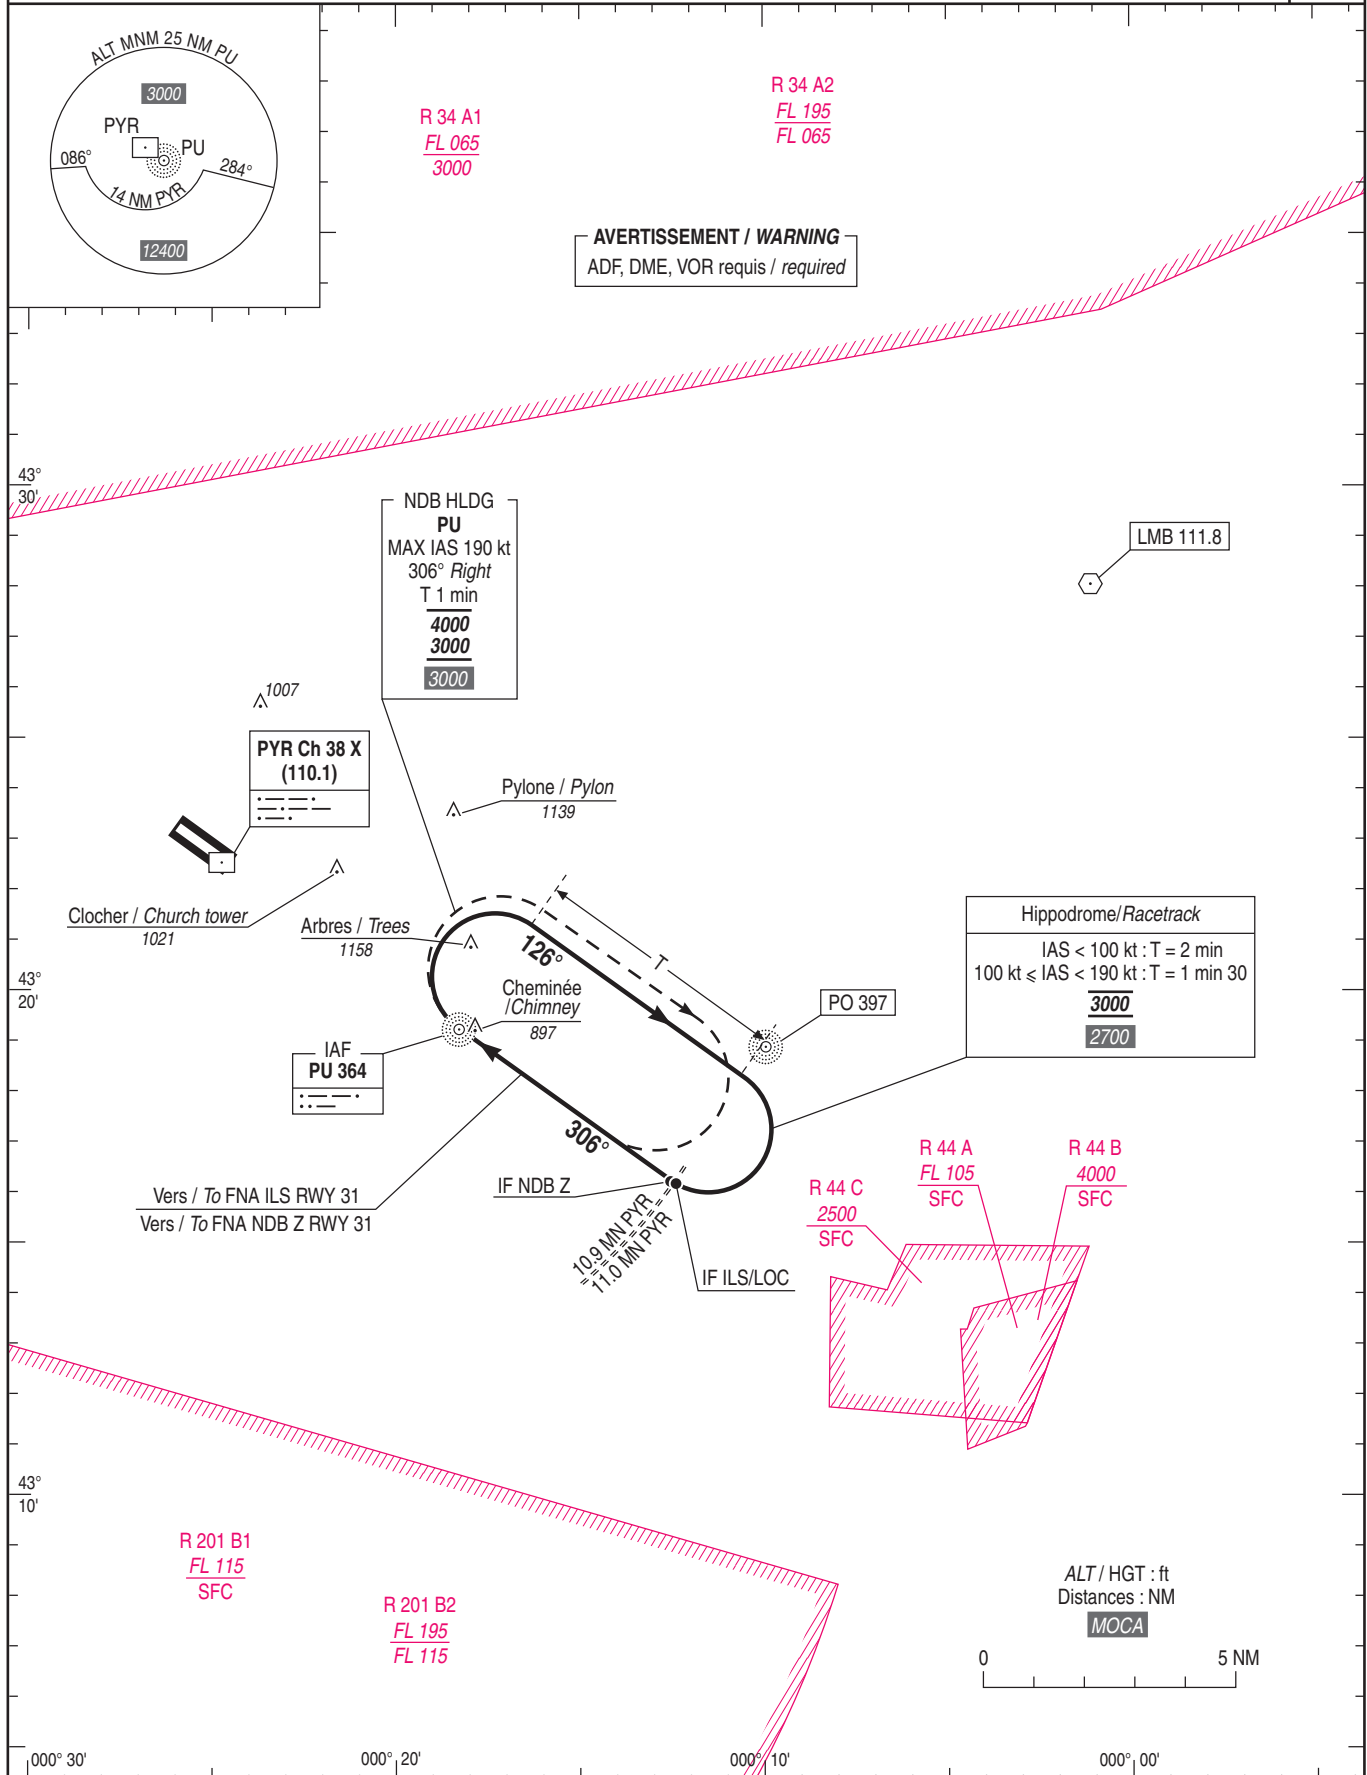 ALT MNM 25 NM PU
3000
PYR
PU
086°
284°
14 NM PYR
12400
R 34 A1
FL 065
3000
R 34 A2
FL 195
FL 065
AVERTISSEMENT / WARNING
ADF, DME, VOR requis / required
43°
30'
NDB HLDG
PU
MAX IAS 190 kt
306° Right
T 1 min
4000
3000
3000
LMB 111.8
1007
PYR Ch 38 X
(110.1)
Pylone / Pylon
1139
Clocher / Church tower
1021
Arbres / Trees
1158
126°
T
Hippodrome/Racetrack
IAS < 100 kt : T = 2 min
100 kt ⩽ IAS < 190 kt : T = 1 min 30
3000
2700
43°
20'
Cheminée
/Chimney
897
PO 397
IAF
PU 364
306°
Vers / To FNA ILS RWY 31
Vers / To FNA NDB Z RWY 31
IF NDB Z
10.9 MN PYR
11.0 MN PYR
IF ILS/LOC
R 44 C
2500
SFC
R 44 A
FL 105
SFC
R 44 B
4000
SFC
43°
10'
R 201 B1
FL 115
SFC
R 201 B2
FL 195
FL 115
ALT / HGT : ft
Distances : NM
MOCA
0
5 NM
000° 30'
000° 20'
000° 10'
000° 00'